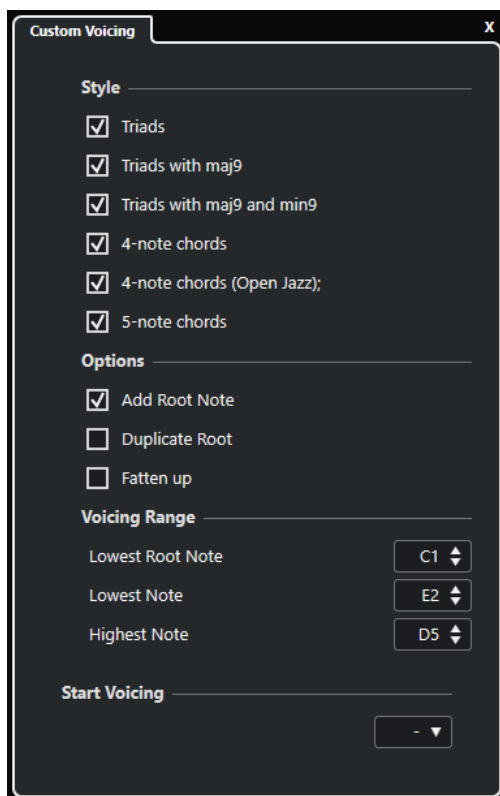 Custom Voicing X
Style
Triads
Triads with maj9
Triads with maj9 and min9
4-note chords
4-note chords (Open Jazz);
5-note chords
Options
Add Root Note
Duplicate Root
Fatten up
Voicing Range
Lowest Root Note C1
Lowest Note E2
Highest Note D5
Start Voicing
-